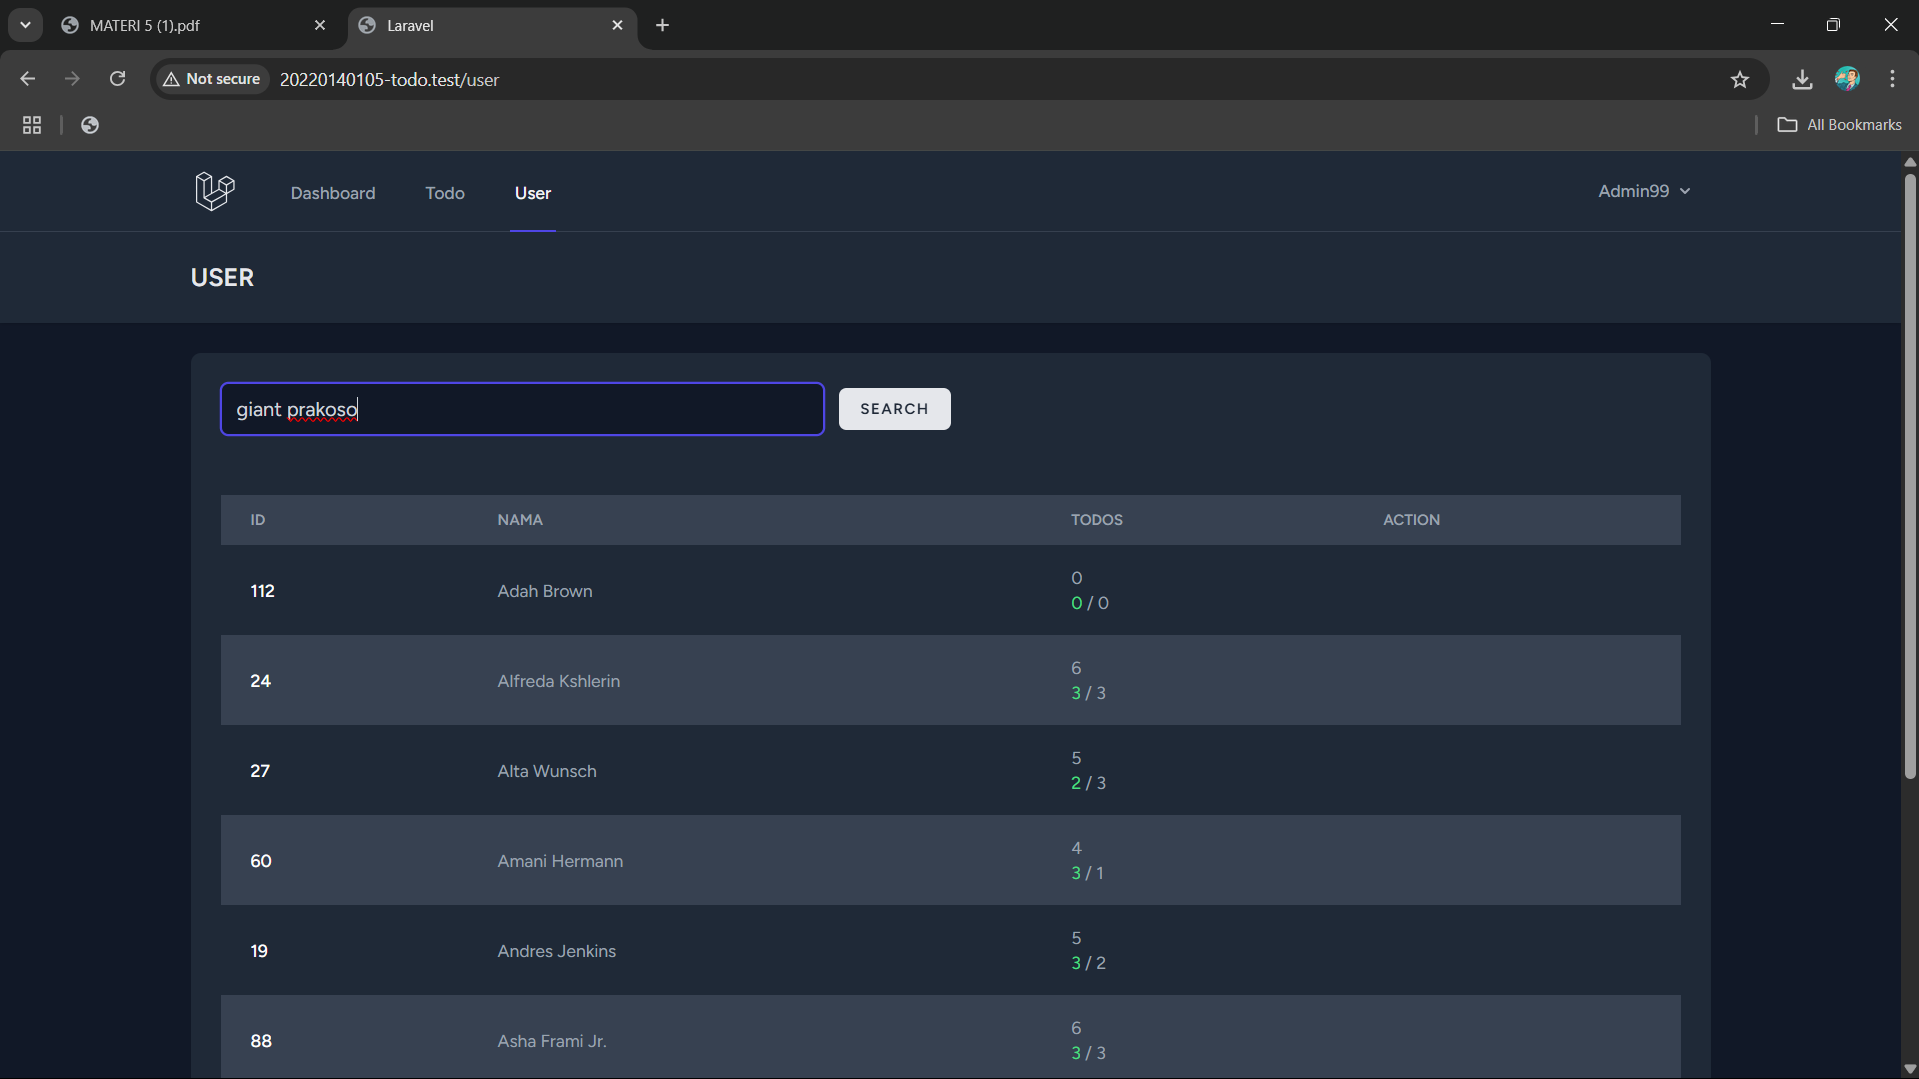 MATERI 5 (1).pdf
Laravel
Not secure
20220140105-todo.test/user
All Bookmarks
Dashboard
Todo
User
Admin99
USER
giant prakoso
SEARCH
ID NAMA TODOS ACTION
112 Adah Brown 0
0 / 0
24 Alfreda Kshlerin 6
3 / 3
27 Alta Wunsch 5
2 / 3
60 Amani Hermann 4
3 / 1
19 Andres Jenkins 5
3 / 2
88 Asha Frami Jr. 6
3 / 3